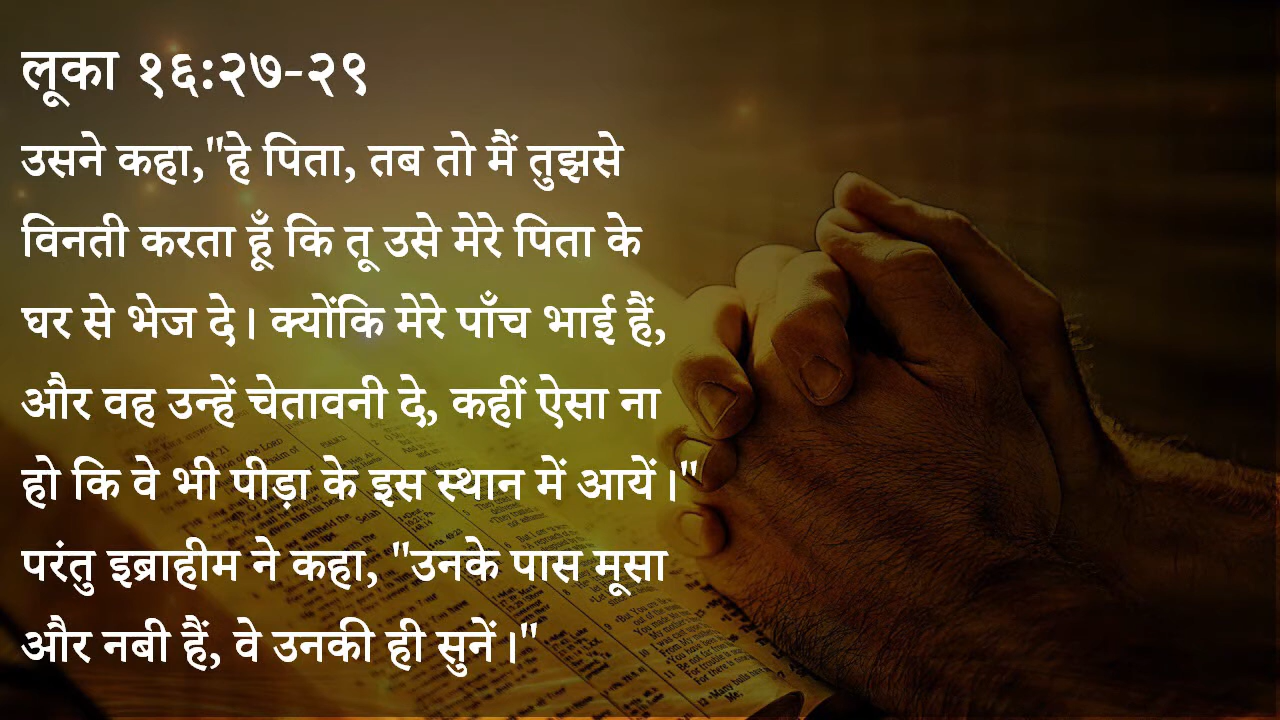 लूका १६:२७-२९
उसने कहा,"हे पिता, तब तो मैं तुझसे
विनती करता हूँ कि तू उसे मेरे पिता के
घर से भेज दे। क्योंकि मेरे पाँच भाई हैं,
और वह उन्हें चेतावनी दे, कहीं ऐसा ना
हो कि वे भी पीड़ा के इस स्थान में आयें।"
परंतु इब्राहीम ने कहा, "उनके पास मूसा
और नबी हैं, वे उनकी ही सुनें।"